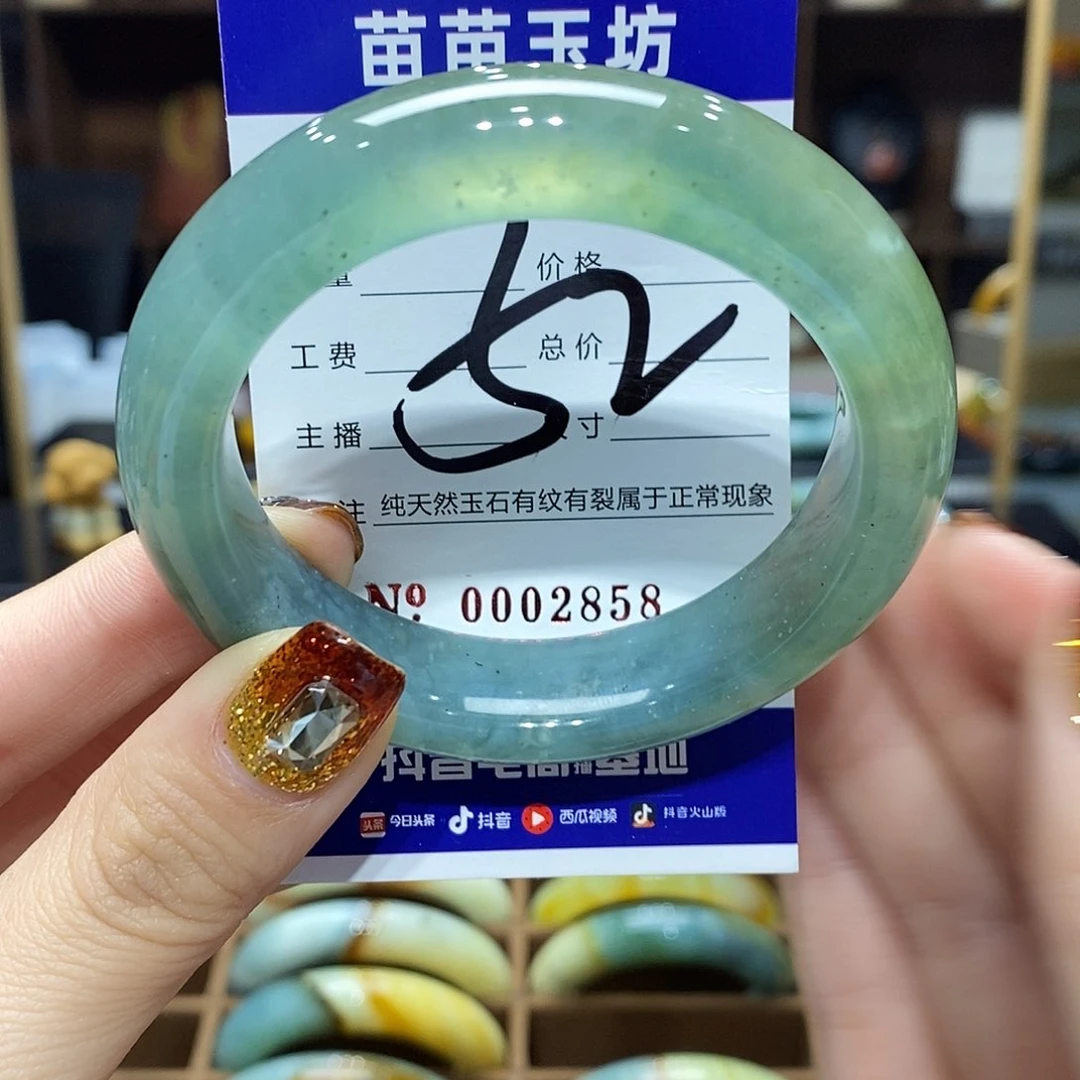 苗苗玉坊
价格
工费 总价
主播 寸
注 纯天然玉石有纹有裂属于正常现象
52
No. 0002858
今日头条 抖音 西瓜视频 抖音火山版